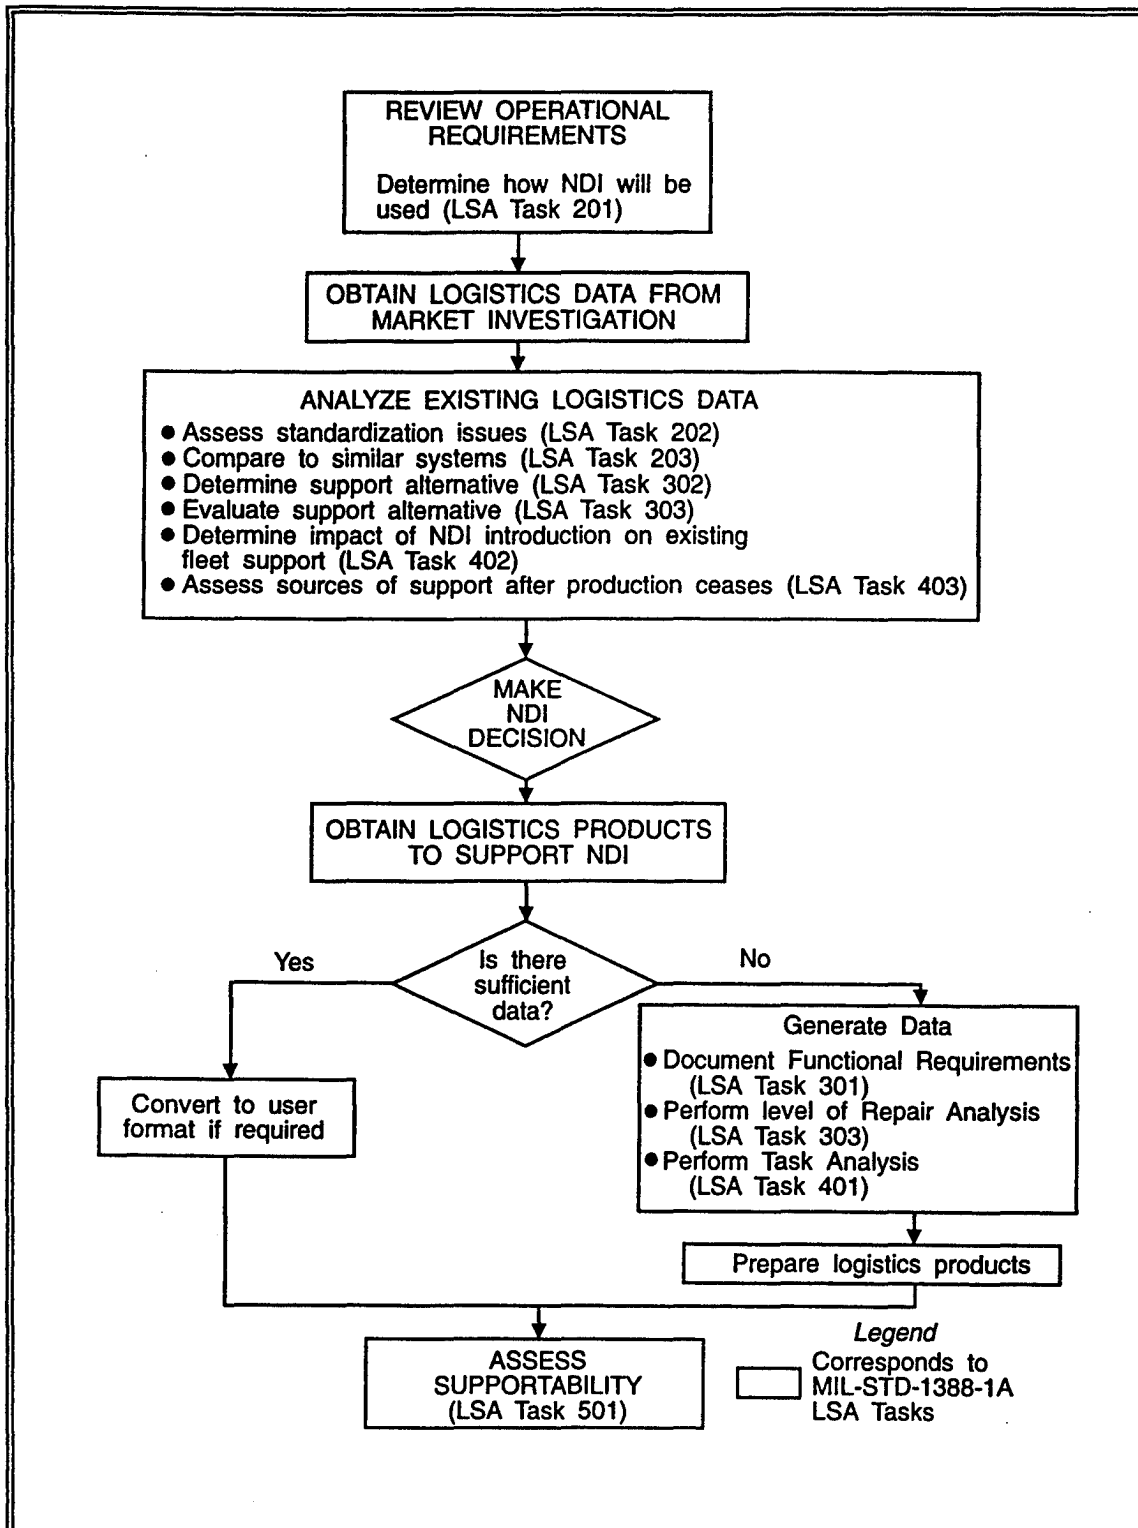 REVIEW OPERATIONAL
REQUIREMENTS
Determine how NDI will be
used (LSA Task 201)
OBTAIN LOGISTICS DATA FROM
MARKET INVESTIGATION
ANALYZE EXISTING LOGISTICS DATA
● Assess standardization issues (LSA Task 202)
● Compare to similar systems (LSA Task 203)
● Determine support alternative (LSA Task 302)
● Evaluate support alternative (LSA Task 303)
● Determine impact of NDI introduction on existing
fleet support (LSA Task 402)
● Assess sources of support after production ceases (LSA Task 403)
MAKE
NDI
DECISION
OBTAIN LOGISTICS PRODUCTS
TO SUPPORT NDI
Is there
sufficient
data?
Yes
No
Convert to user
format if required
Generate Data
● Document Functional Requirements
(LSA Task 301)
● Perform level of Repair Analysis
(LSA Task 303)
● Perform Task Analysis
(LSA Task 401)
Prepare logistics products
ASSESS
SUPPORTABILITY
(LSA Task 501)
Legend
Corresponds to
MIL-STD-1388-1A
LSA Tasks